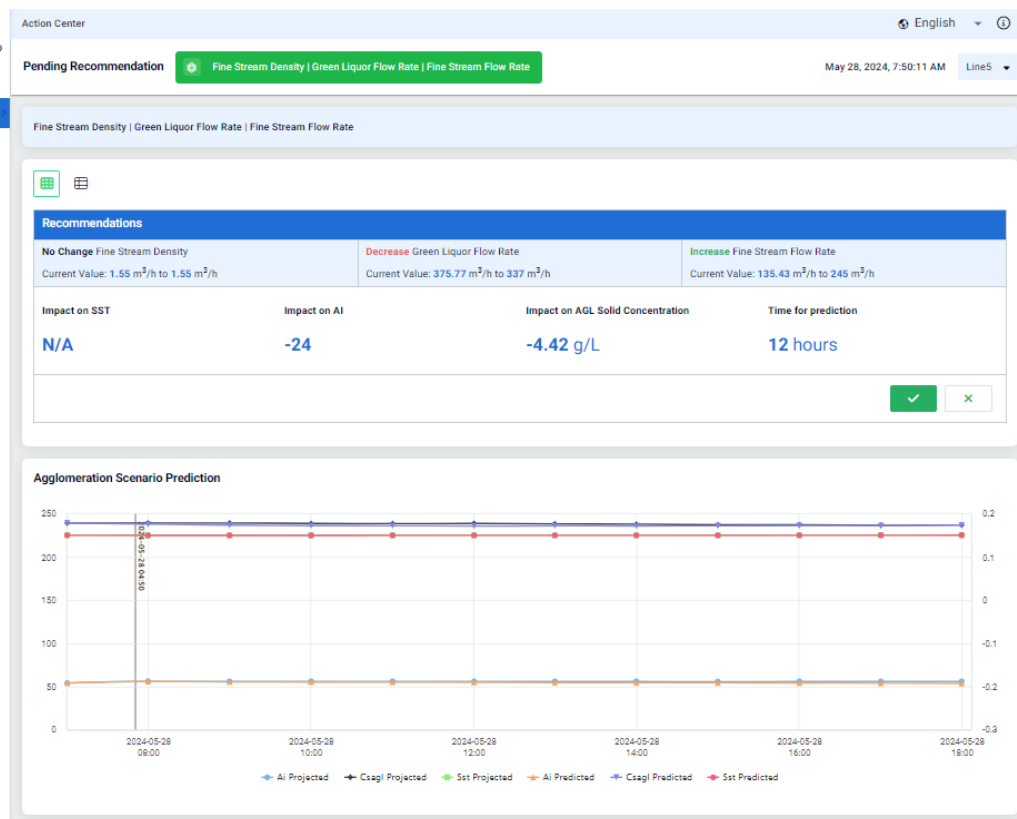 Action Center
English
Pending Recommendation
Fine Stream Density | Green Liquor Flow Rate | Fine Stream Flow Rate
May 28, 2024, 7:50:11 AM
Line5
Fine Stream Density | Green Liquor Flow Rate | Fine Stream Flow Rate
Recommendations
No Change Fine Stream Density
Current Value: 1.55 m³/h to 1.55 m³/h
Decrease Green Liquor Flow Rate
Current Value: 375.77 m³/h to 337 m³/h
Increase Fine Stream Flow Rate
Current Value: 135.43 m³/h to 245 m³/h
Impact on SST
N/A
Impact on AI
-24
Impact on AGL Solid Concentration
-4.42 g/L
Time for prediction
12 hours
Agglomeration Scenario Prediction
250
200
150
100
50
0
2024-05-28 04:50
0.2
0.1
0
-0.1
-0.2
-0.3
2024-05-28
08:00
2024-05-28
10:00
2024-05-28
12:00
2024-05-28
14:00
2024-05-28
16:00
2024-05-28
18:00
Ai Projected
Csagl Projected
Sst Projected
Ai Predicted
Csagl Predicted
Sst Predicted